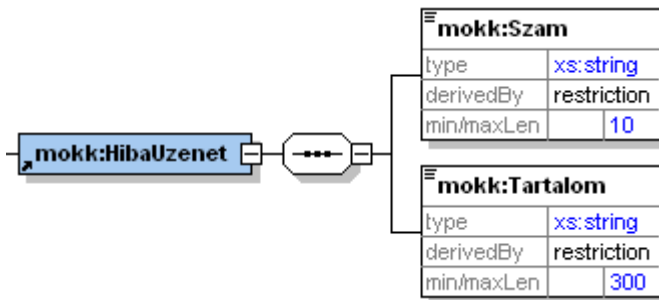 mokk:Szam
type xs:string
derivedBy restriction
min/maxLen 10
mokk:HibaUzenet
mokk:Tartalom
type xs:string
derivedBy restriction
min/maxLen 300